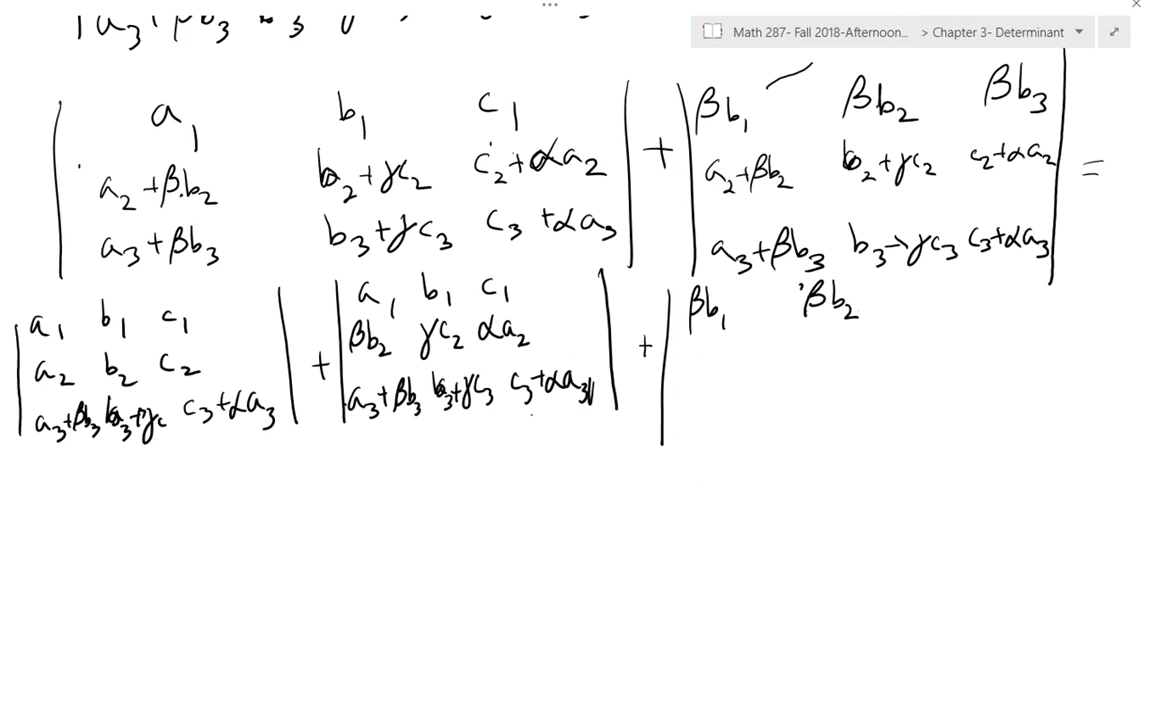 Math 287- Fall 2018-Afternoon... > Chapter 3- Determinant
| a₁ b₁ c₁ | + | βb₁ βb₂ βb₃ | =
| a₂+βb₂ b₂+γc₂ c₂+αa₂ | | a₂+βb₂ b₂+γc₂ c₂+αa₂ |
| a₃+βb₃ b₃+γc₃ c₃+αa₃ | | a₃+βb₃ b₃+γc₃ c₃+αa₃ |
| a₁ b₁ c₁ | + | a₁ b₁ c₁ | + | βb₁ βb₂
| a₂ b₂ c₂ | | βb₂ γc₂ αa₂ |
| a₃+βb₃ b₃+γc c₃+αa₃ | | a₃+βb₃ b₃+γc₃ c₃+αa₃ |